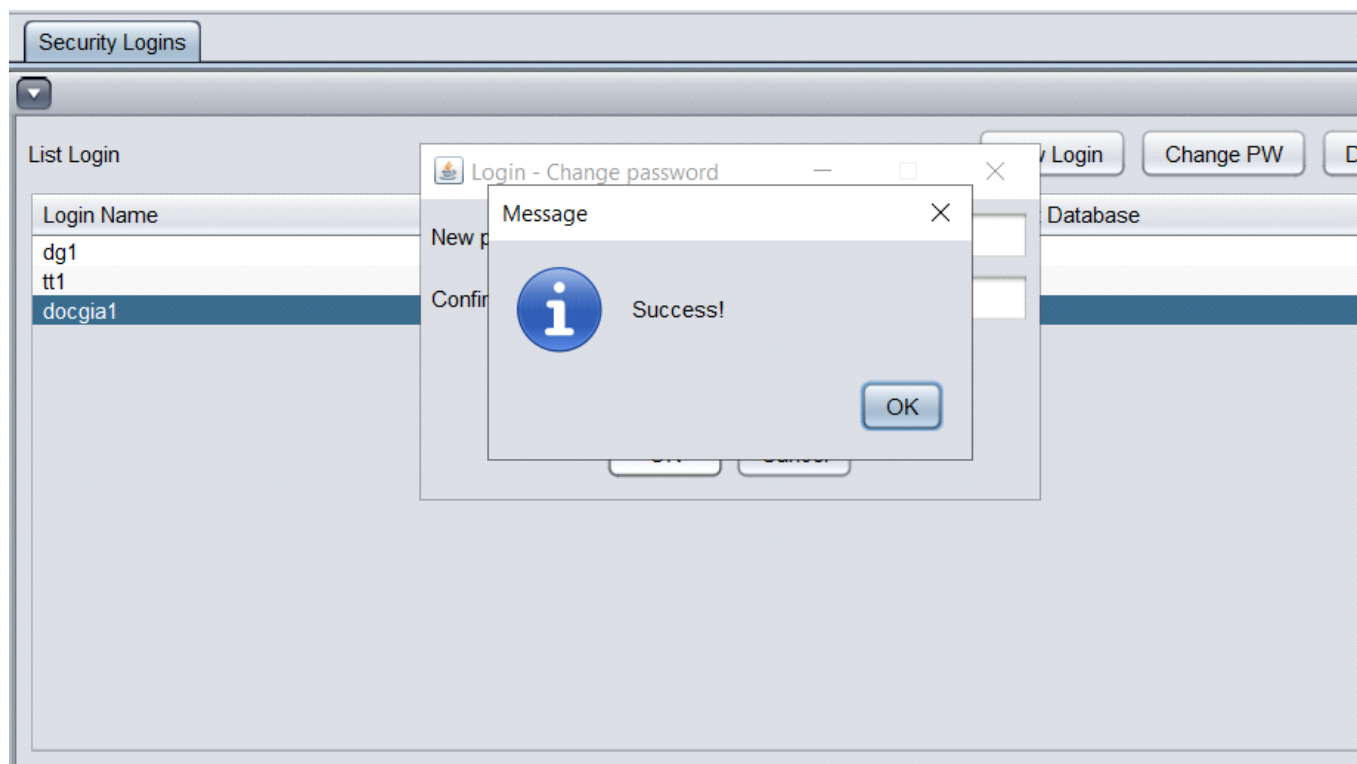 Security Logins
List Login
Login
Change PW
Login - Change password
Message
Login Name
Database
New
dg1
tt1
docgia1
Success!
OK